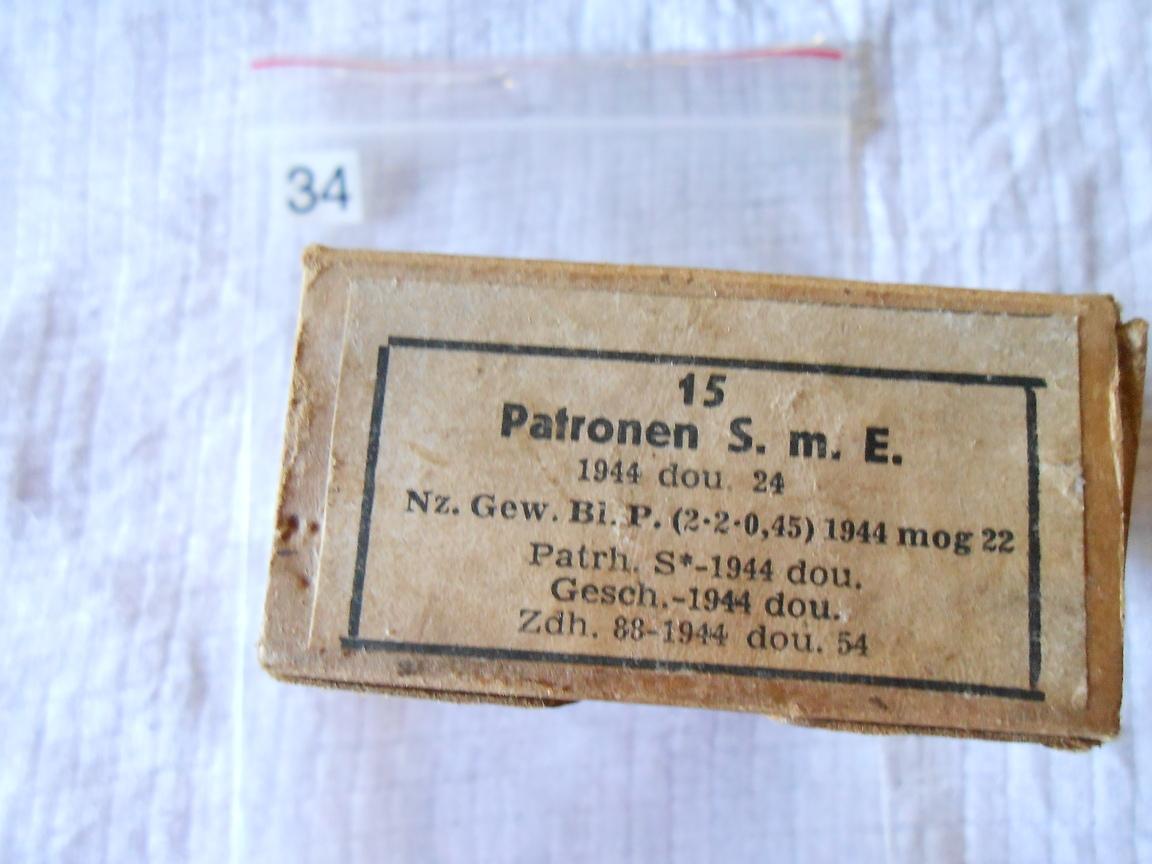 34
15
Patronen S. m. E.
1944 dou. 24
Nz. Gew. Bl. P. (2·2·0,45) 1944 mog 22
Patrh. S*-1944 dou.
Gesch.-1944 dou.
Zdh. 88-1944 dou. 54